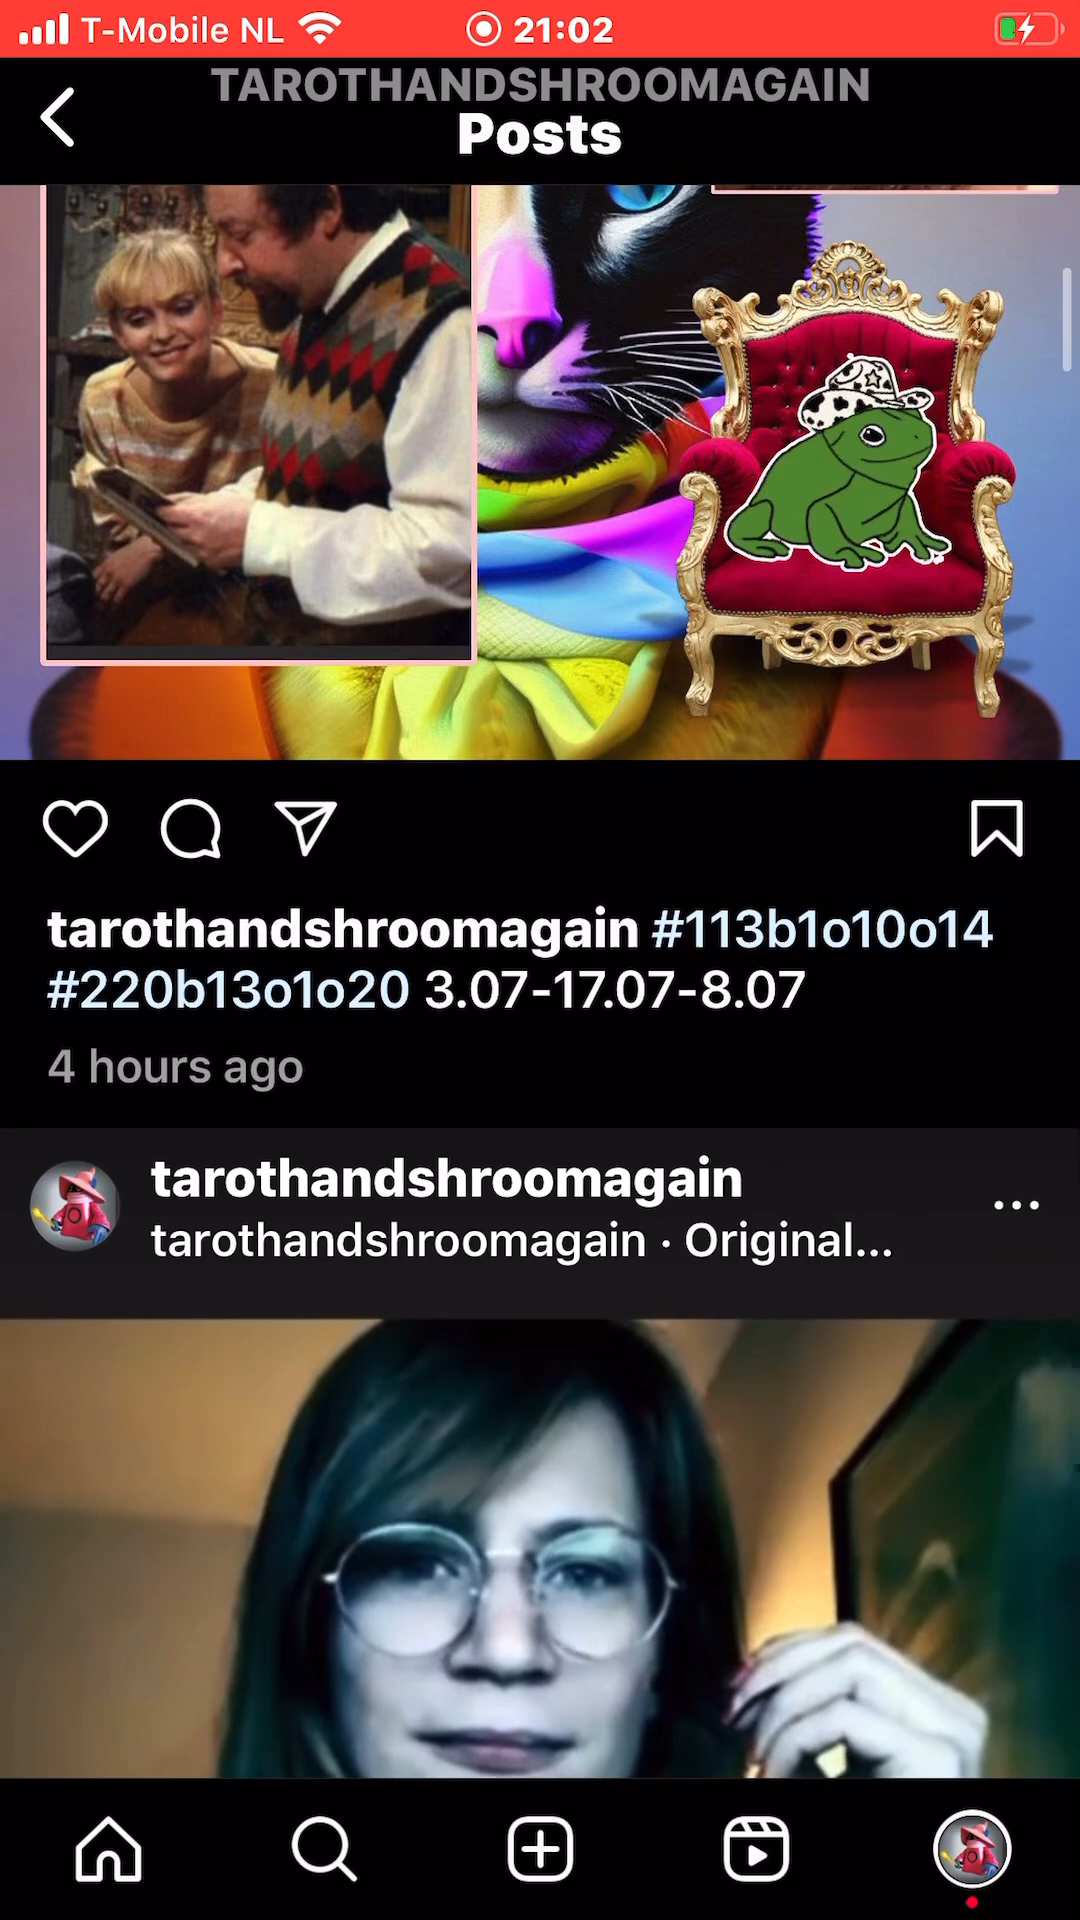 T-Mobile NL 21:02
TAROTHANDSHROOMAGAIN
Posts
tarothandshroomagain #113b1o10o14
#220b13o1o20 3.07-17.07-8.07
4 hours ago
tarothandshroomagain
tarothandshroomagain · Original...